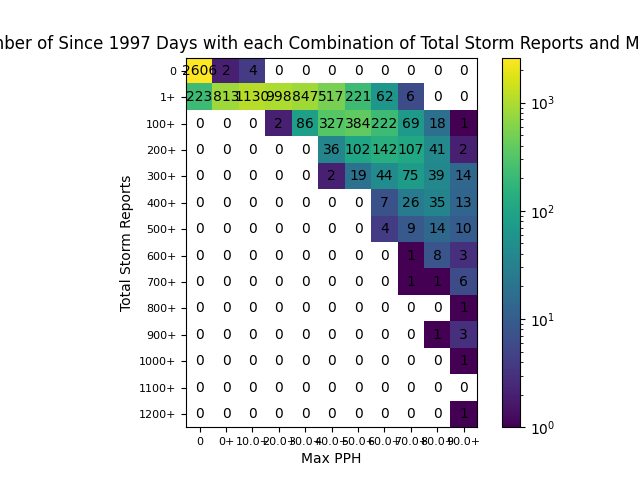 mber of Since 1997 Days with each Combination of Total Storm Reports and M
0 2606 2 4 0 0 0 0 0 0 0 0
1+ 223 813 1130 998 847 517 221 62 6 0 0
100+ 0 0 0 2 86 327 384 222 69 18 1
200+ 0 0 0 0 0 36 102 142 107 41 2
300+ 0 0 0 0 0 2 19 44 75 39 14
400+ 0 0 0 0 0 0 0 7 26 35 13
500+ 0 0 0 0 0 0 0 4 9 14 10
600+ 0 0 0 0 0 0 0 0 1 8 3
700+ 0 0 0 0 0 0 0 0 1 1 6
800+ 0 0 0 0 0 0 0 0 0 0 1
900+ 0 0 0 0 0 0 0 0 0 1 3
1000+ 0 0 0 0 0 0 0 0 0 0 1
1100+ 0 0 0 0 0 0 0 0 0 0 0
1200+ 0 0 0 0 0 0 0 0 0 0 1
0 0+ 10.0+ 20.0+ 30.0+ 40.0+ 50.0+ 60.0+ 70.0+ 80.0+ 90.0+
Max PPH
Total Storm Reports
10³
10²
10¹
10⁰